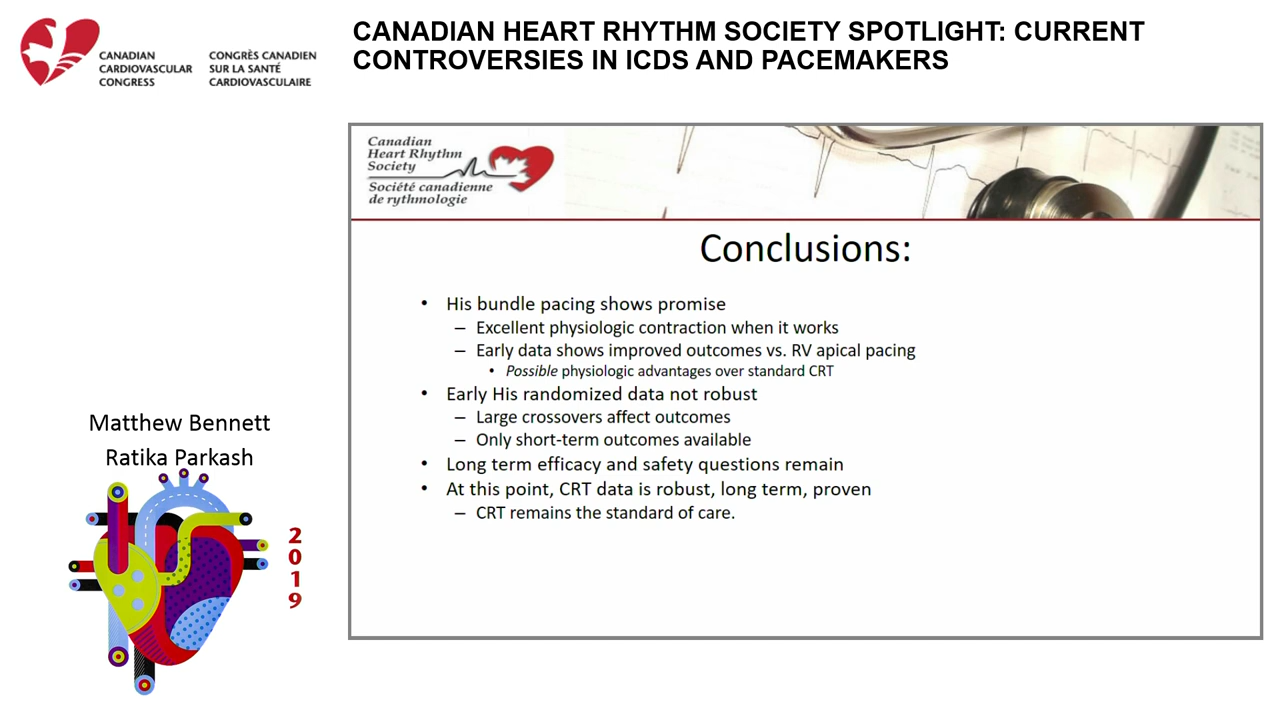 CANADIAN
CARDIOVASCULAR
CONGRESS
CONGRÈS CANADIEN
SUR LA SANTÉ
CARDIOVASCULAIRE
CANADIAN HEART RHYTHM SOCIETY SPOTLIGHT: CURRENT
CONTROVERSIES IN ICDS AND PACEMAKERS
Canadian
Heart Rhythm
Society
Société canadienne
de rythmologie
Conclusions:
• His bundle pacing shows promise
– Excellent physiologic contraction when it works
– Early data shows improved outcomes vs. RV apical pacing
• Possible physiologic advantages over standard CRT
• Early His randomized data not robust
– Large crossovers affect outcomes
– Only short-term outcomes available
• Long term efficacy and safety questions remain
• At this point, CRT data is robust, long term, proven
– CRT remains the standard of care.
Matthew Bennett
Ratika Parkash
2
0
1
9